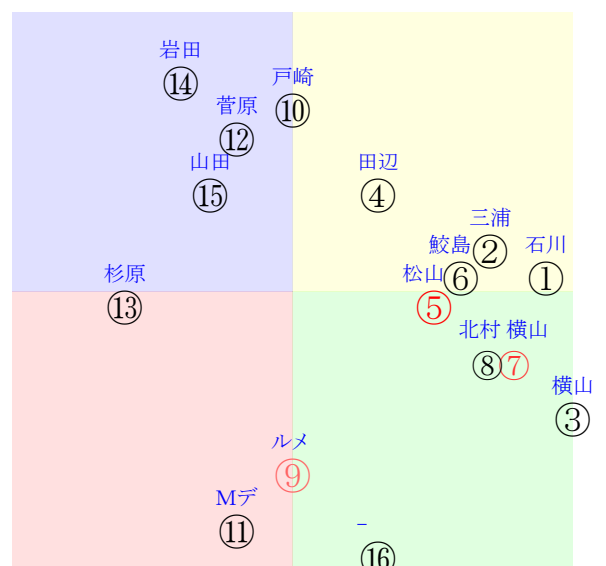 岩田
⑭
戸崎
⑩
菅原
⑫
山田
⑮
田辺
④
三浦
②
鮫島
⑥
石川
①
杉原
⑬
松山
⑤
北村 横山
⑧⑦
横山
③
ルメ
⑨
Mデ
⑪
–
⑯